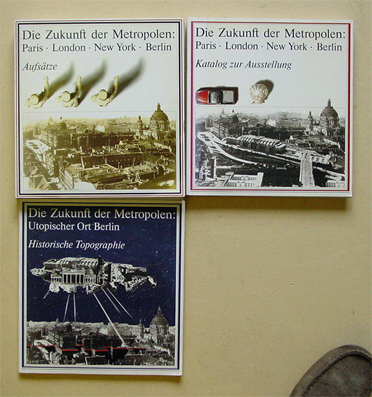 Die Zukunft der Metropolen:
Paris · London · New York · Berlin
Aufsätze
Die Zukunft der Metropolen:
Paris · London · New York · Berlin
Katalog zur Ausstellung
Die Zukunft der Metropolen:
Utopischer Ort Berlin
Historische Topographie